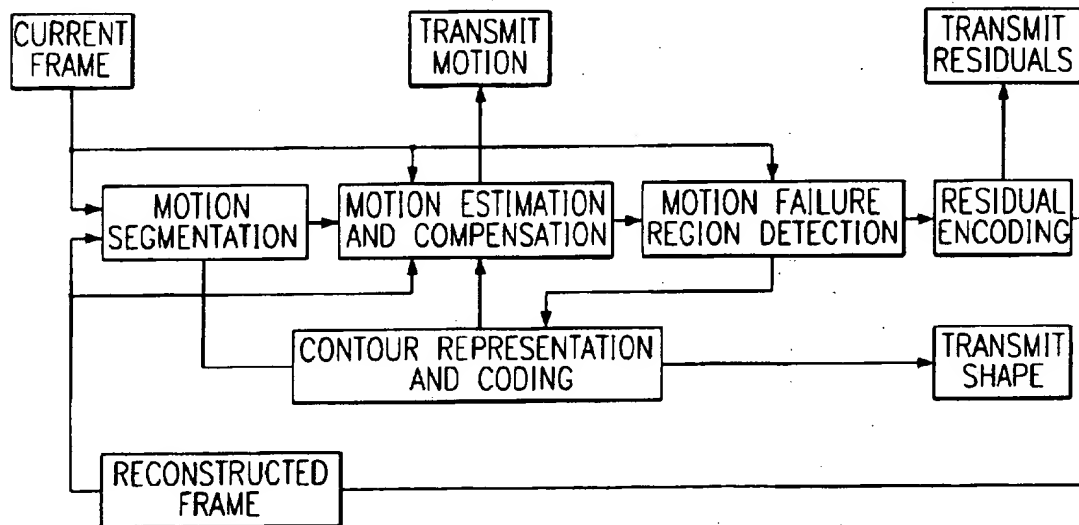 CURRENT
FRAME
TRANSMIT
MOTION
TRANSMIT
RESIDUALS
MOTION
SEGMENTATION
MOTION ESTIMATION
AND COMPENSATION
MOTION FAILURE
REGION DETECTION
RESIDUAL
ENCODING
CONTOUR REPRESENTATION
AND CODING
TRANSMIT
SHAPE
RECONSTRUCTED
FRAME